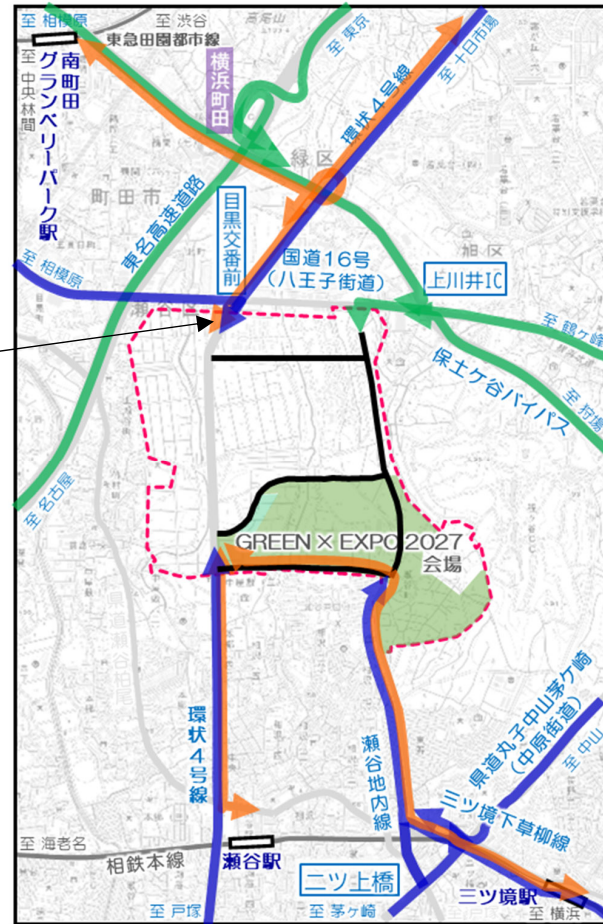 至 相模原
至 渋谷
東急田園都市線
至 東京
至 十日市場
南町田
グランベリーパーク駅
至 中央林間
横浜町田
環状4号線
緑区
町田市
東名高速道路
目黒交番前
旭区
国道16号
(八王子街道)
上川井IC
至 相模原
瀬谷区
至 鶴ヶ峰
保土ケ谷バイパス
至 狩場
至 名古屋
GREEN × EXPO 2027
会場
環状4号線
瀬谷地内線
県道丸子中山茅ケ崎
(中原街道)
至 中山
三ツ境下草柳線
至 海老名
相鉄本線
瀬谷駅
二ツ上橋
三ツ境駅
至 戸塚
至 茅ヶ崎
至 横浜